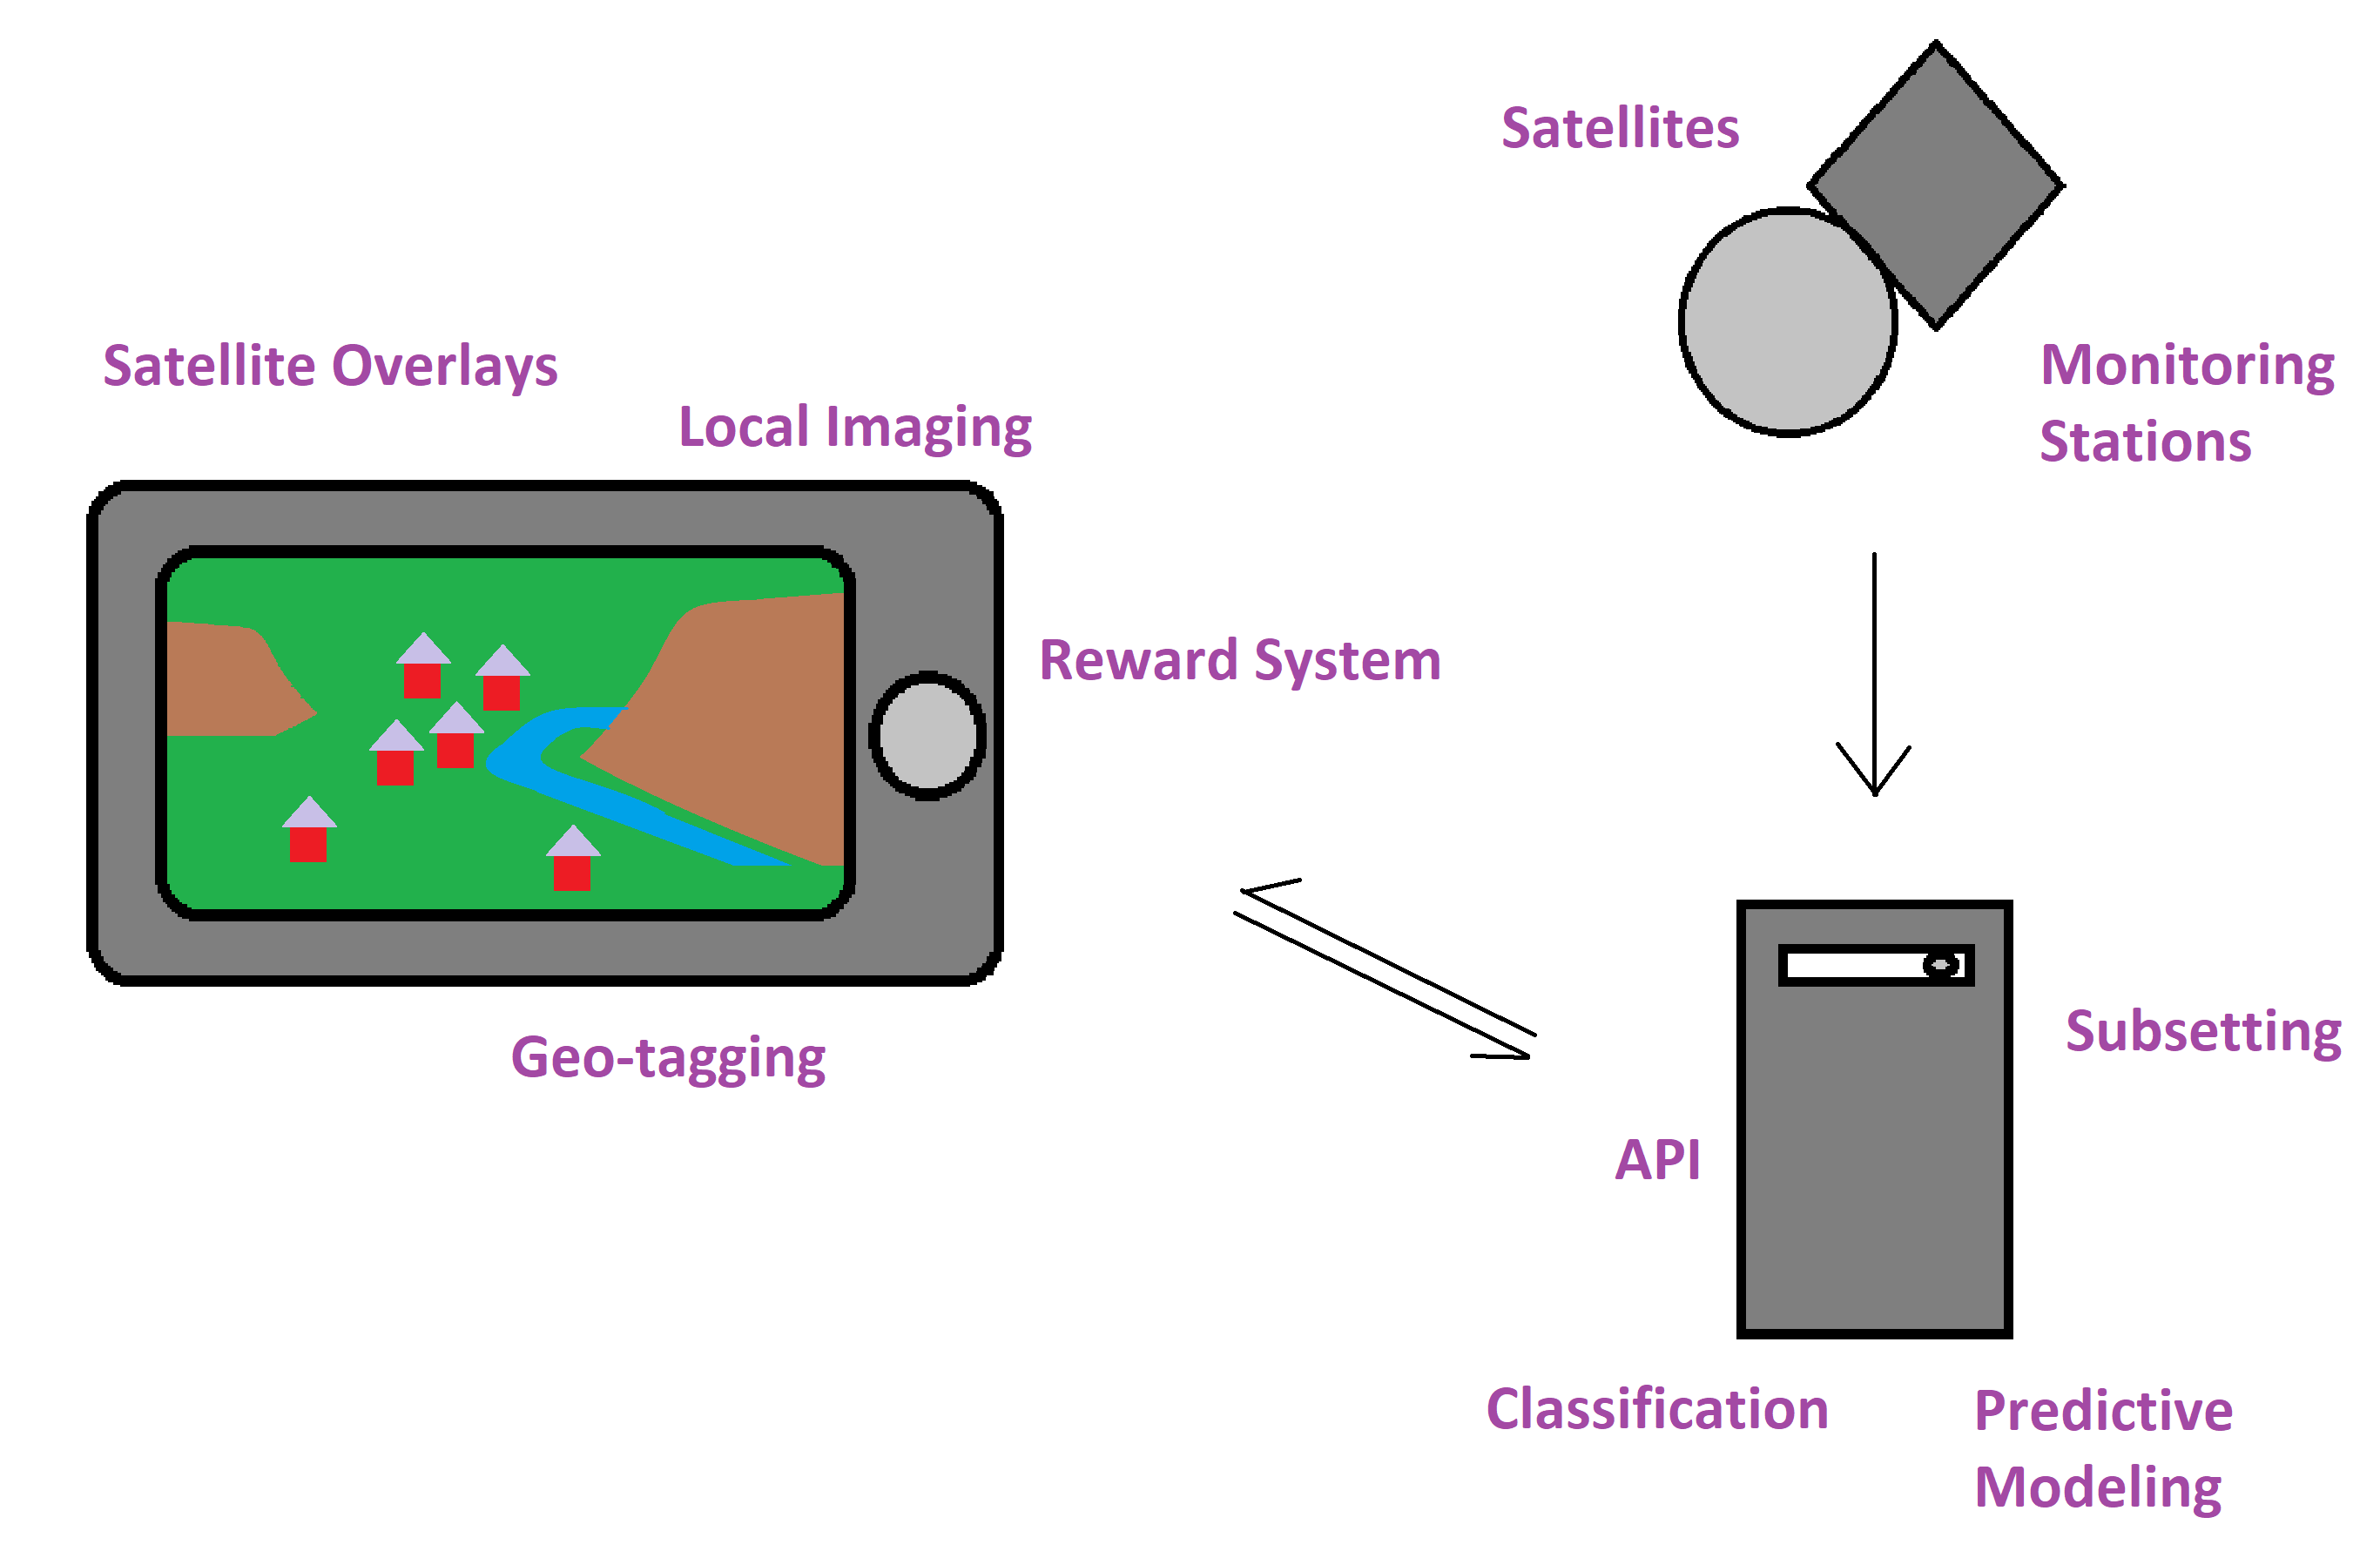 Satellites
Satellite Overlays
Local Imaging
Monitoring
Stations
Reward System
Geo-tagging
Subsetting
API
Classification
Predictive
Modeling